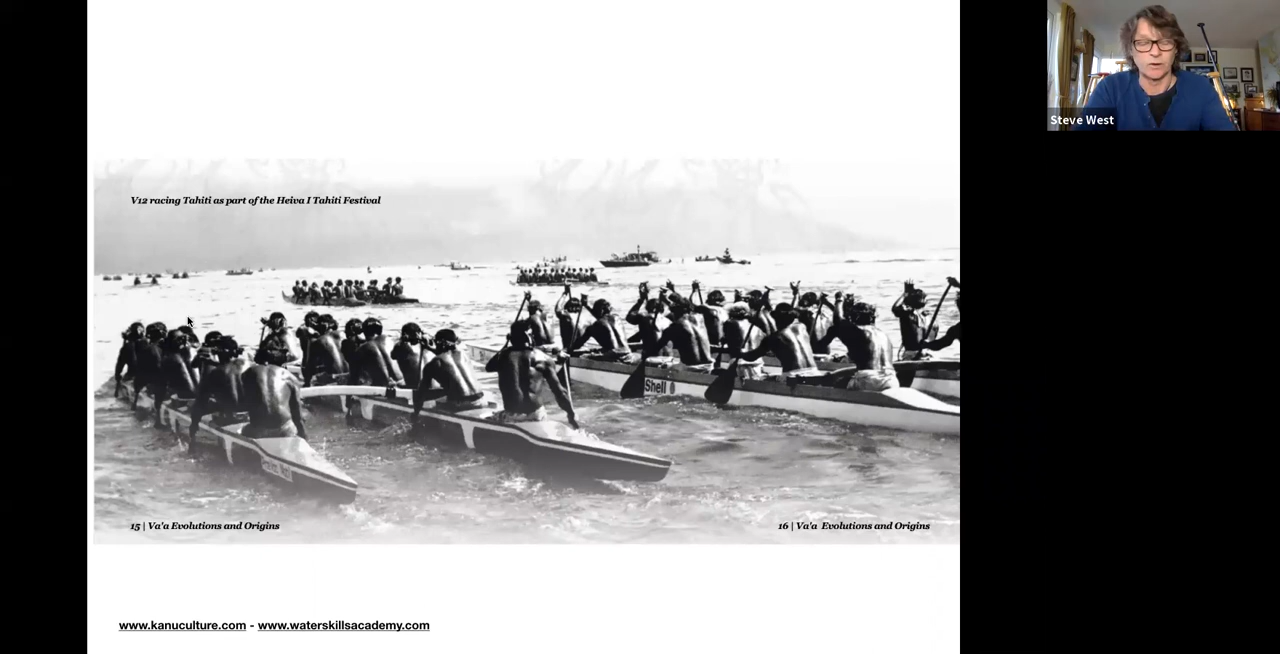 Steve West
V12 racing Tahiti as part of the Heiva I Tahiti Festival
Shell
15 | Va'a Evolutions and Origins
16 | Va'a Evolutions and Origins
www.kanuculture.com - www.waterskillsacademy.com